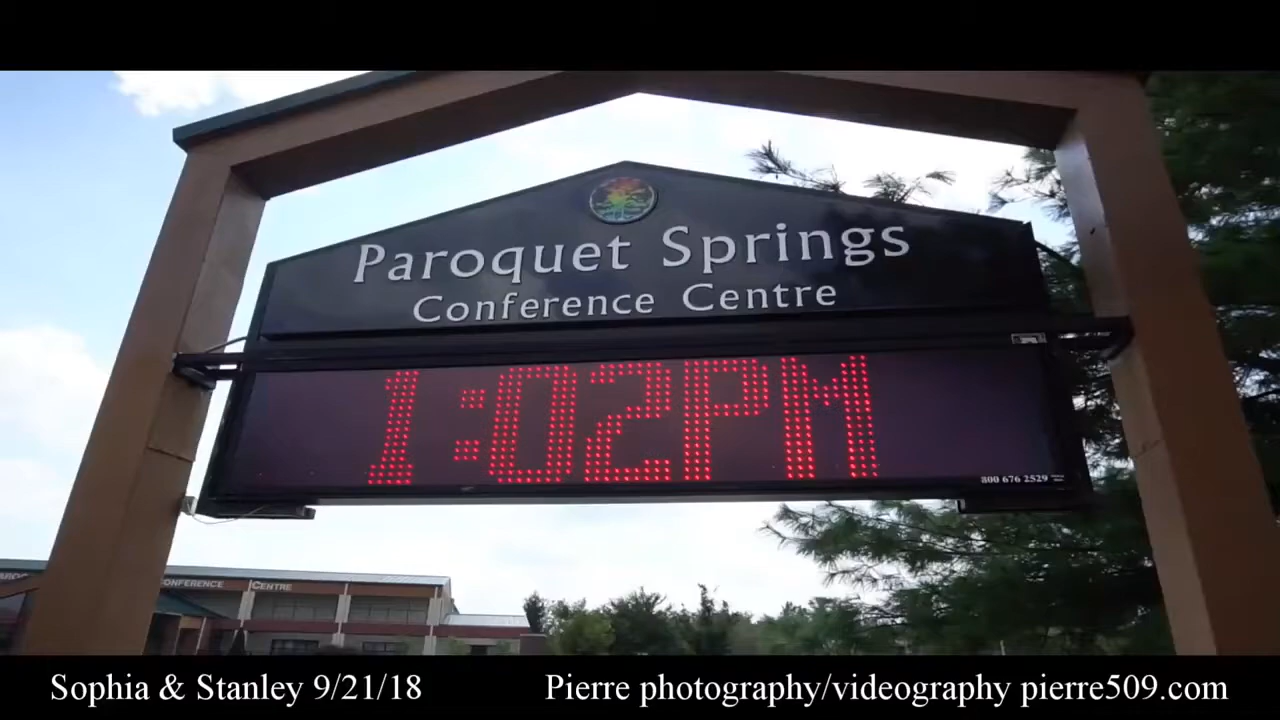 Paroquet Springs
Conference Centre
1:02PM
800 676 2529
CONFERENCE CENTRE
Sophia & Stanley 9/21/18
Pierre photography/videography pierre509.com